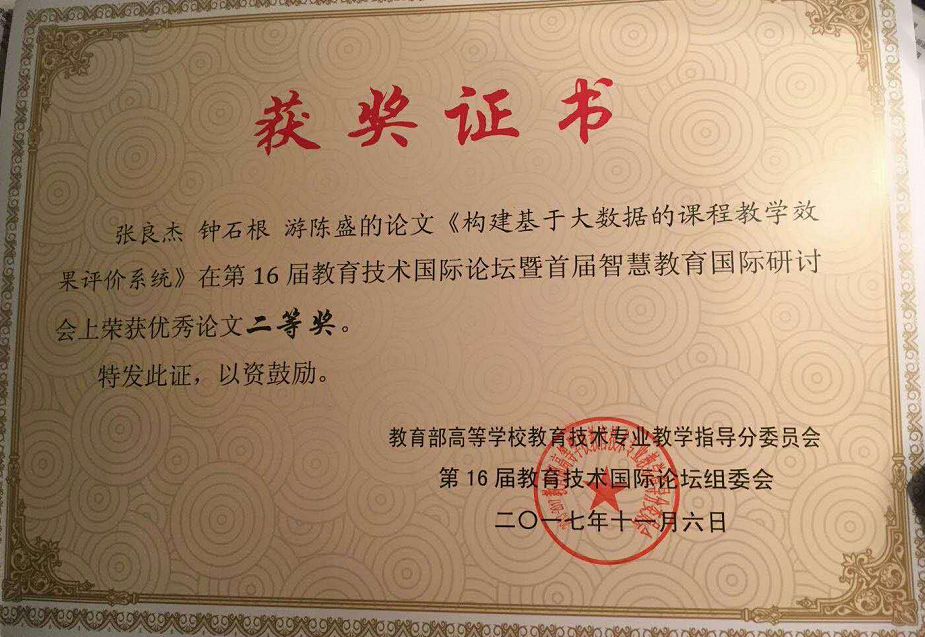 获奖证书
张良杰 钟石根 游陈盛的论文《构建基于大数据的课程教学效
果评价系统》在第16届教育技术国际论坛暨首届智慧教育国际研讨
会上荣获优秀论文二等奖。
特发此证，以资鼓励。
教育部高等学校教育技术专业教学指导分委员会
第16届教育技术国际论坛组委会
二〇一七年十一月六日